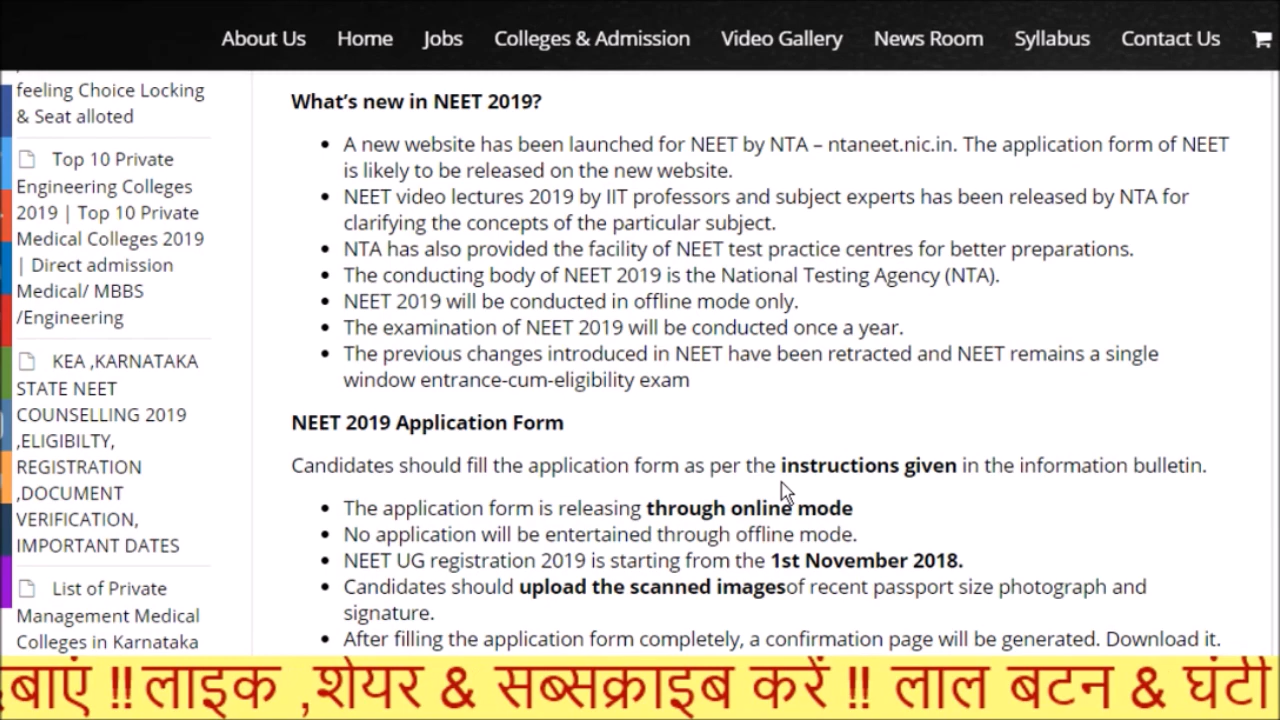 About Us Home Jobs Colleges & Admission Video Gallery News Room Syllabus Contact Us
feeling Choice Locking
& Seat alloted
Top 10 Private
Engineering Colleges
2019 | Top 10 Private
Medical Colleges 2019
| Direct admission
Medical/ MBBS
/Engineering
KEA ,KARNATAKA
STATE NEET
COUNSELLING 2019
,ELIGIBILTY,
REGISTRATION
,DOCUMENT
VERIFICATION,
IMPORTANT DATES
List of Private
Management Medical
Colleges in Karnataka
What's new in NEET 2019?
A new website has been launched for NEET by NTA – ntaneet.nic.in. The application form of NEET
is likely to be released on the new website.
NEET video lectures 2019 by IIT professors and subject experts has been released by NTA for
clarifying the concepts of the particular subject.
NTA has also provided the facility of NEET test practice centres for better preparations.
The conducting body of NEET 2019 is the National Testing Agency (NTA).
NEET 2019 will be conducted in offline mode only.
The examination of NEET 2019 will be conducted once a year.
The previous changes introduced in NEET have been retracted and NEET remains a single
window entrance-cum-eligibility exam
NEET 2019 Application Form
Candidates should fill the application form as per the instructions given in the information bulletin.
The application form is releasing through online mode
No application will be entertained through offline mode.
NEET UG registration 2019 is starting from the 1st November 2018.
Candidates should upload the scanned imagesof recent passport size photograph and
signature.
After filling the application form completely, a confirmation page will be generated. Download it.
दबाएं !! लाइक ,शेयर & सब्सक्राइब करें !! लाल बटन & घंटी